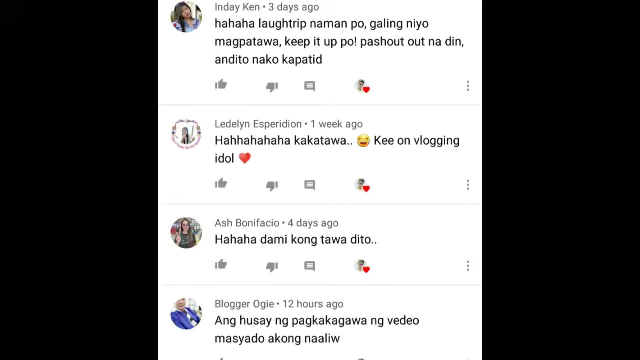 Inday Ken • 3 days ago
hahaha laughtrip naman po, galing niyo
magpatawa, keep it up po! pashout out na din,
andito nako kapatid
Ledelyn Esperidion • 1 week ago
Hahhahahaha kakatawa.. 😅 Kee on vlogging
idol ❤️
Ash Bonifacio • 4 days ago
Hahaha dami kong tawa dito..
Blogger Ogie • 12 hours ago
Ang husay ng pagkakagawa ng vedeo
masyado akong naaliw